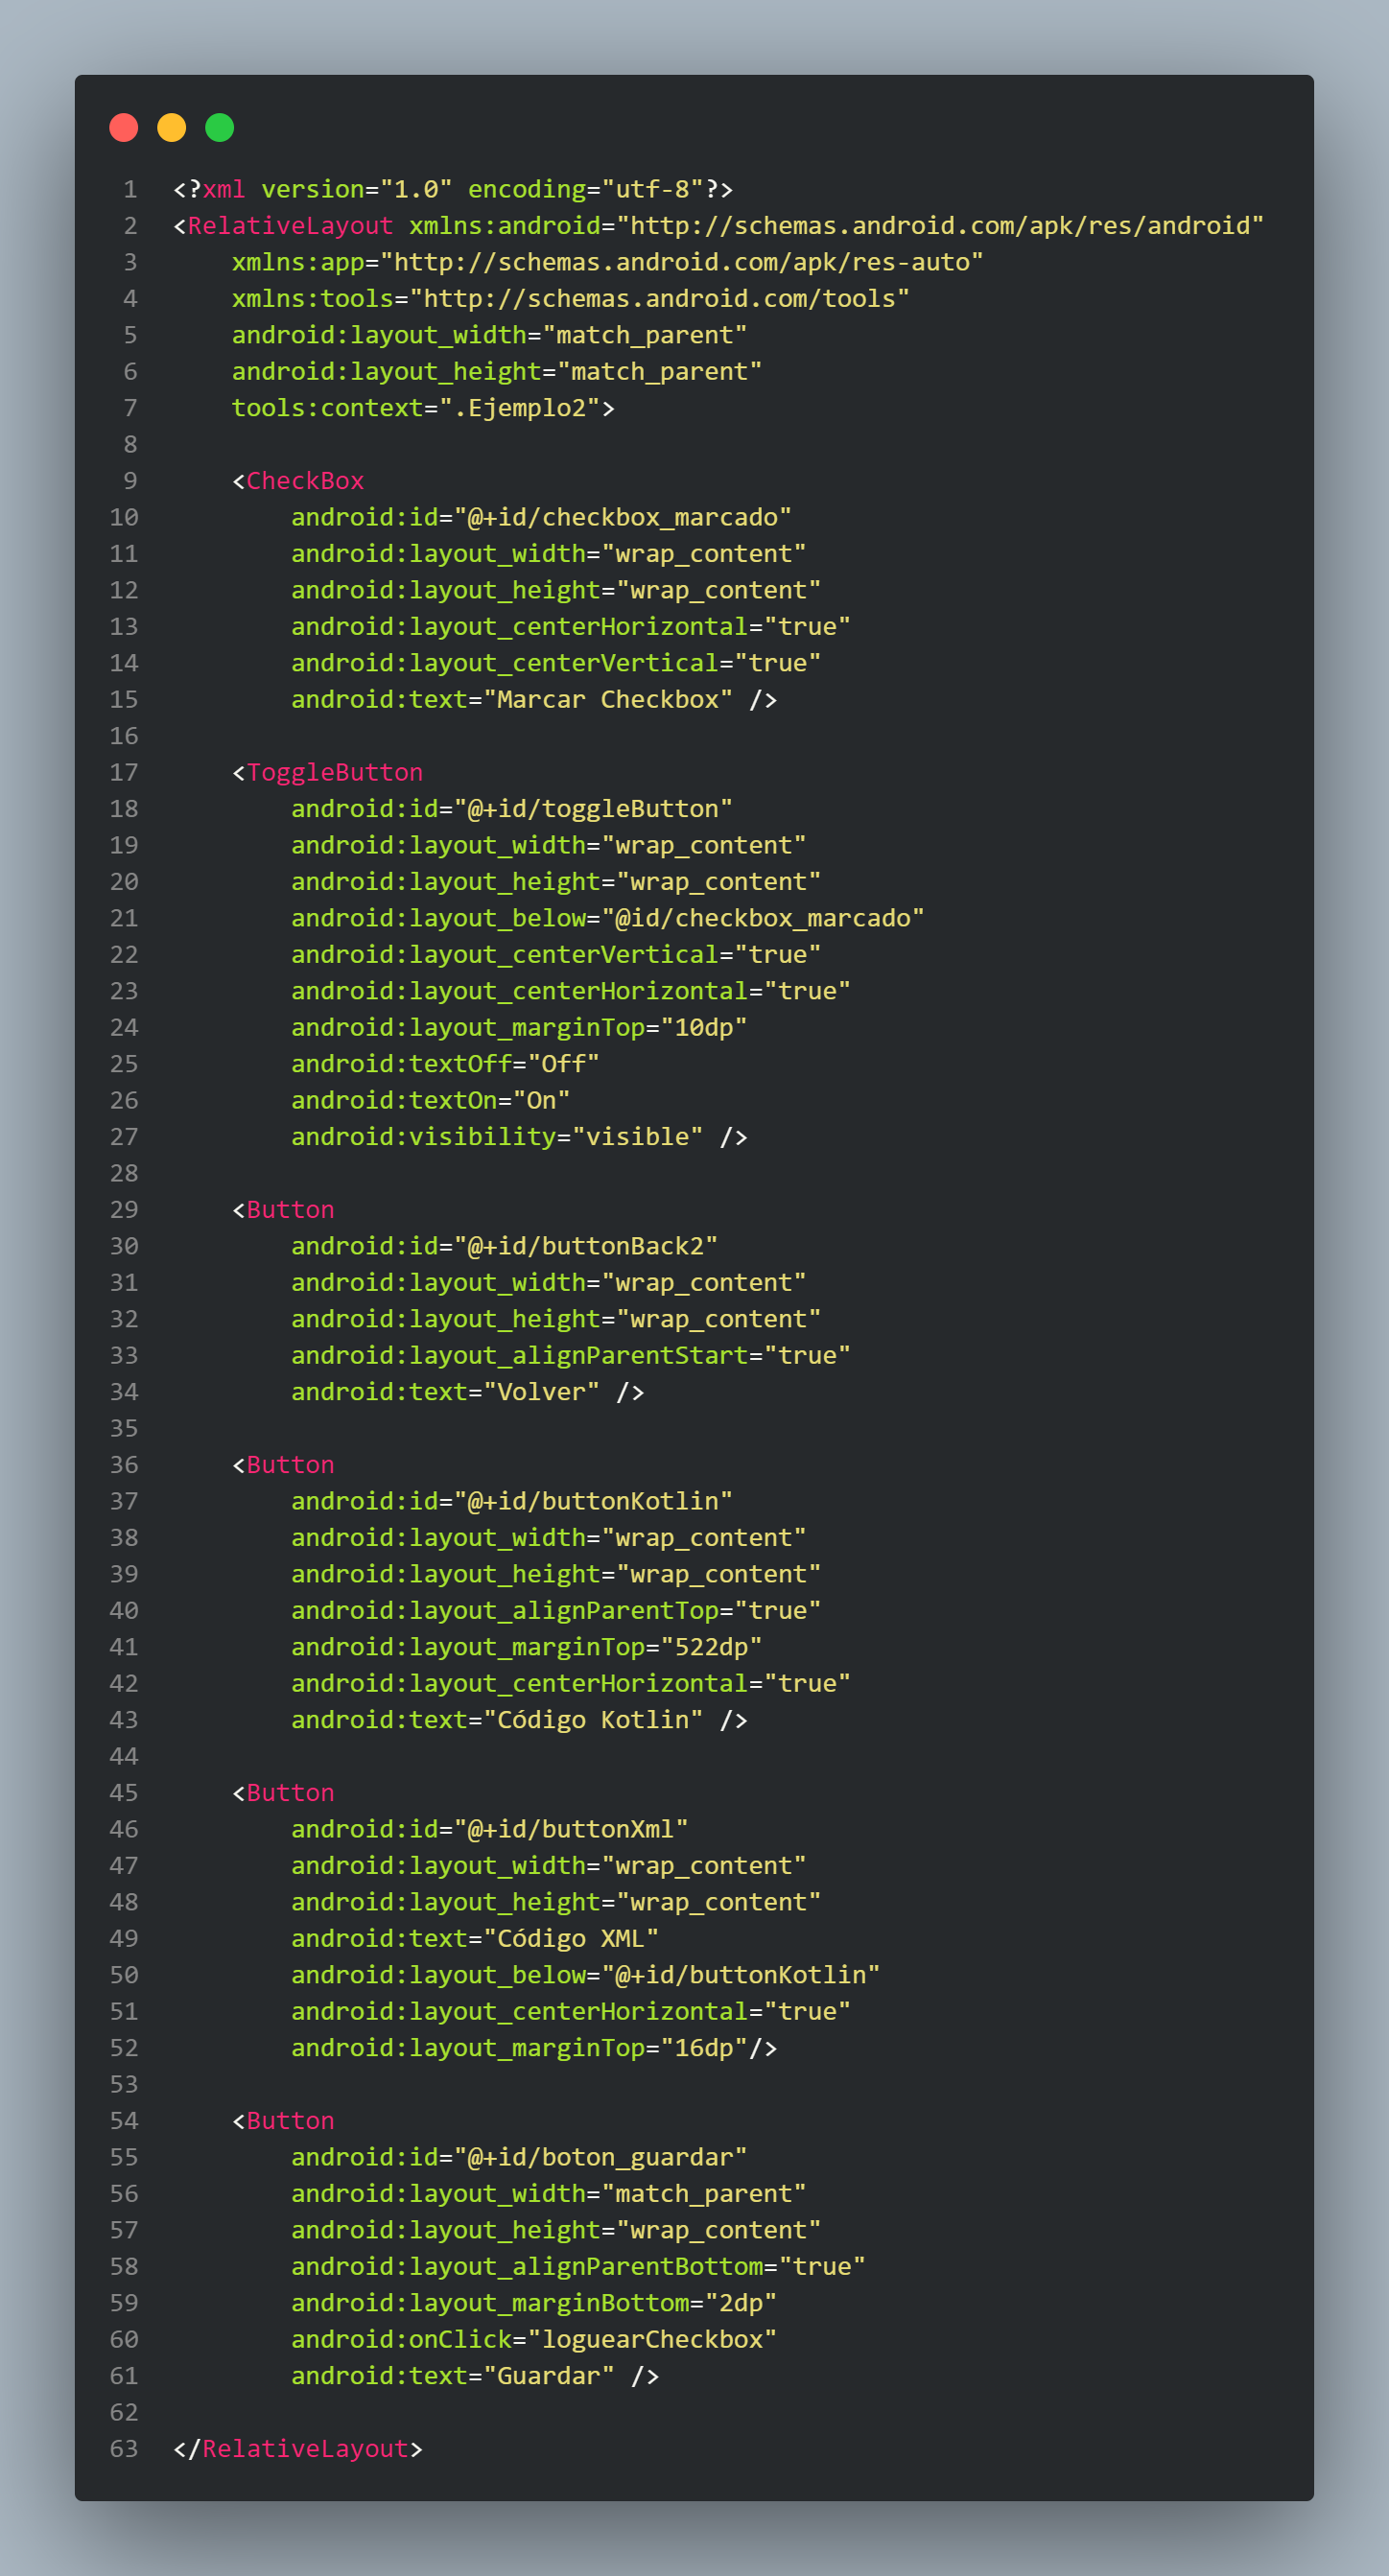 1 <?xml version="1.0" encoding="utf-8"?>
2 <RelativeLayout xmlns:android="http://schemas.android.com/apk/res/android"
3     xmlns:app="http://schemas.android.com/apk/res-auto"
4     xmlns:tools="http://schemas.android.com/tools"
5     android:layout_width="match_parent"
6     android:layout_height="match_parent"
7     tools:context=".Ejemplo2">
8
9     <CheckBox
10         android:id="@+id/checkbox_marcado"
11         android:layout_width="wrap_content"
12         android:layout_height="wrap_content"
13         android:layout_centerHorizontal="true"
14         android:layout_centerVertical="true"
15         android:text="Marcar Checkbox" />
16
17     <ToggleButton
18         android:id="@+id/toggleButton"
19         android:layout_width="wrap_content"
20         android:layout_height="wrap_content"
21         android:layout_below="@id/checkbox_marcado"
22         android:layout_centerVertical="true"
23         android:layout_centerHorizontal="true"
24         android:layout_marginTop="10dp"
25         android:textOff="Off"
26         android:textOn="On"
27         android:visibility="visible" />
28
29     <Button
30         android:id="@+id/buttonBack2"
31         android:layout_width="wrap_content"
32         android:layout_height="wrap_content"
33         android:layout_alignParentStart="true"
34         android:text="Volver" />
35
36     <Button
37         android:id="@+id/buttonKotlin"
38         android:layout_width="wrap_content"
39         android:layout_height="wrap_content"
40         android:layout_alignParentTop="true"
41         android:layout_marginTop="522dp"
42         android:layout_centerHorizontal="true"
43         android:text="Código Kotlin" />
44
45     <Button
46         android:id="@+id/buttonXml"
47         android:layout_width="wrap_content"
48         android:layout_height="wrap_content"
49         android:text="Código XML"
50         android:layout_below="@+id/buttonKotlin"
51         android:layout_centerHorizontal="true"
52         android:layout_marginTop="16dp"/>
53
54     <Button
55         android:id="@+id/boton_guardar"
56         android:layout_width="match_parent"
57         android:layout_height="wrap_content"
58         android:layout_alignParentBottom="true"
59         android:layout_marginBottom="2dp"
60         android:onClick="loguearCheckbox"
61         android:text="Guardar" />
62
63 </RelativeLayout>